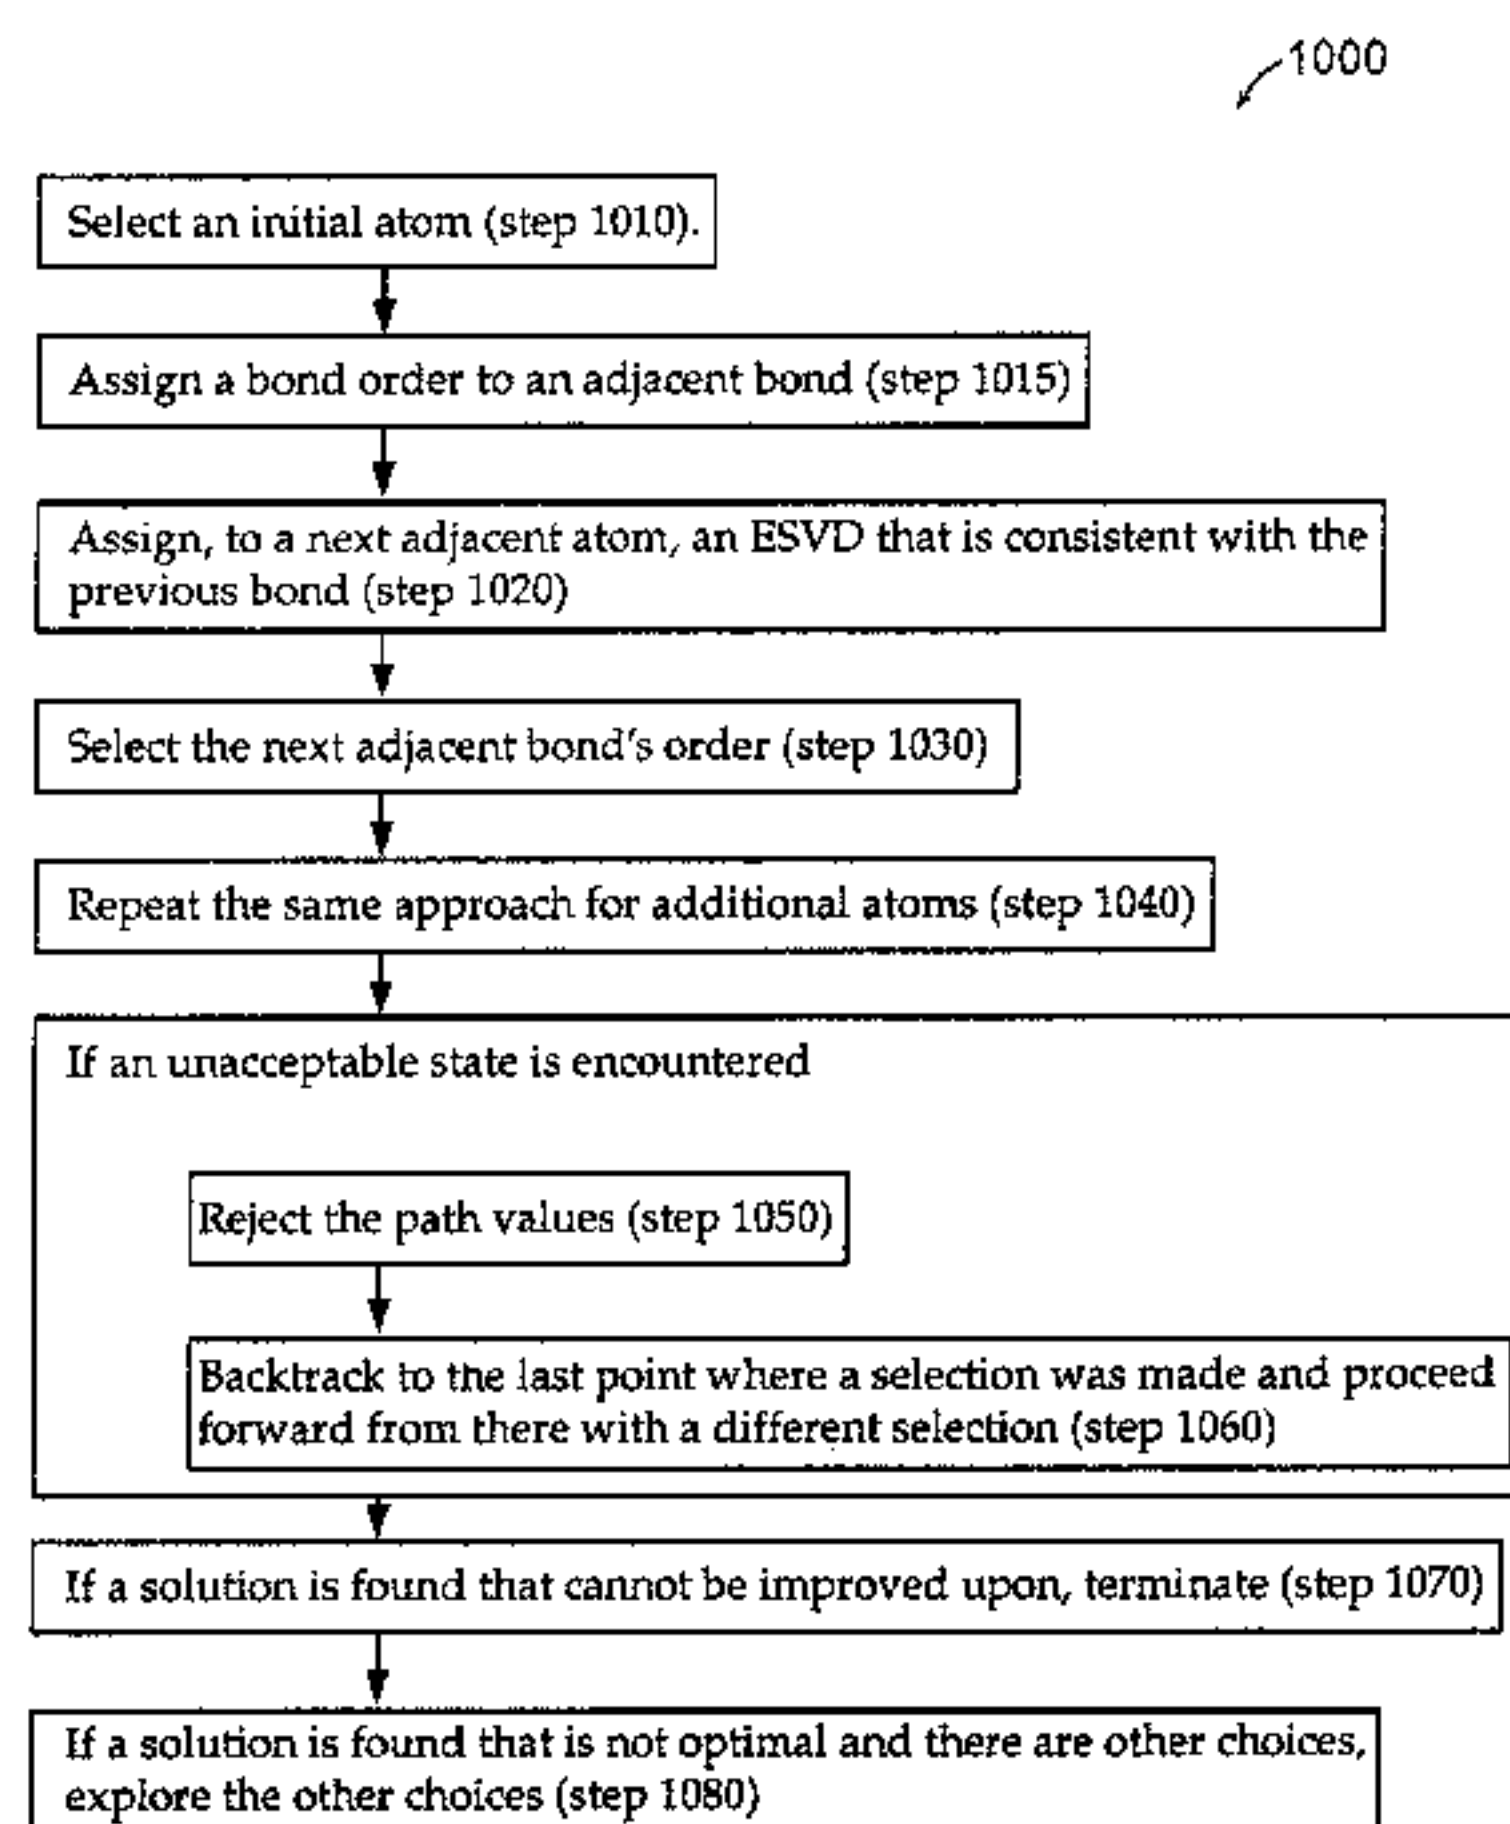 1000
Select an initial atom (step 1010).
Assign a bond order to an adjacent bond (step 1015)
Assign, to a next adjacent atom, an ESVD that is consistent with the
previous bond (step 1020)
Select the next adjacent bond's order (step 1030)
Repeat the same approach for additional atoms (step 1040)
If an unacceptable state is encountered
Reject the path values (step 1050)
Backtrack to the last point where a selection was made and proceed
forward from there with a different selection (step 1060)
If a solution is found that cannot be improved upon, terminate (step 1070)
If a solution is found that is not optimal and there are other choices,
explore the other choices (step 1080)